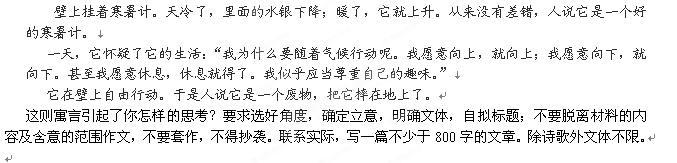 壁上挂着寒暑计。天冷了，里面的水银下降；暖了，它就上升。从来没有差错，人说它是一个好
的寒暑计。↓
一天，它怀疑了它的生活：“我为什么要随着气候行动呢。我愿意向上，就向上；我愿意向下，就
向下。甚至我愿意休息，休息就得了。我似乎应当尊重自己的趣味。”↓
它在壁上自由行动。于是人说它是一个废物，把它摔在地上了。↵
这则寓言引起了你怎样的思考？要求选好角度，确定立意，明确文体，自拟标题；不要脱离材料的内
容及含意的范围作文，不要套作，不得抄袭。联系实际，写一篇不少于 800 字的文章。除诗歌外文体不限。↵